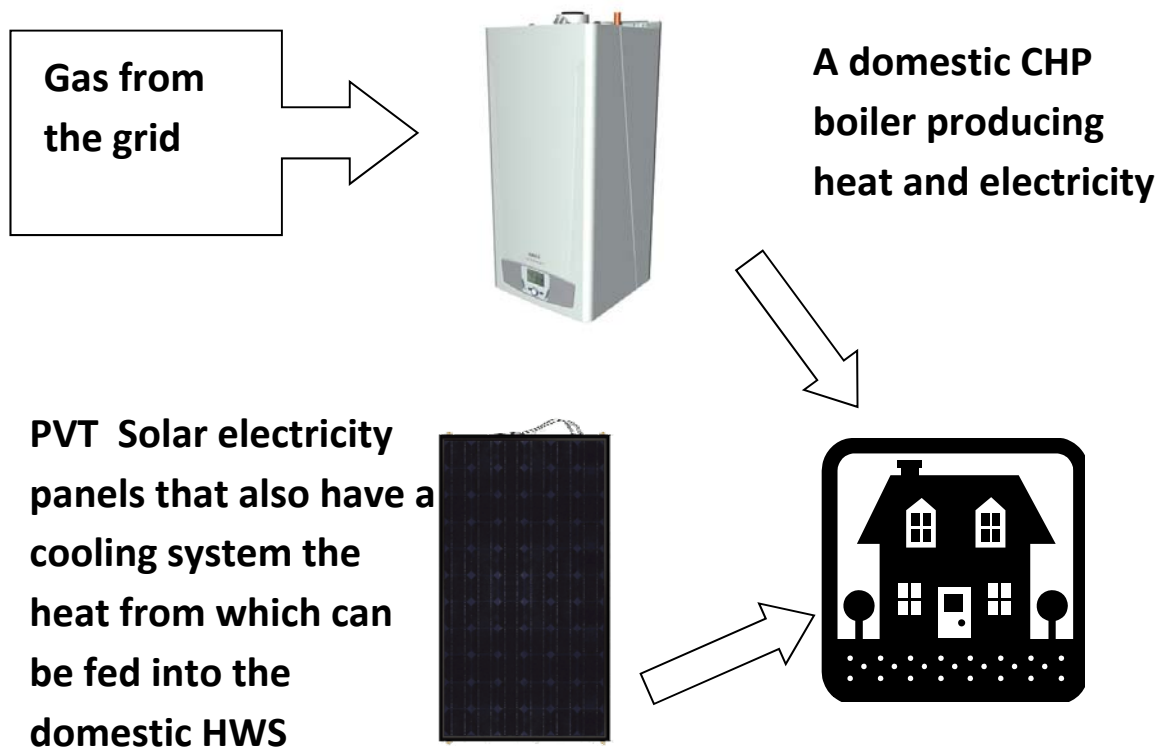 Gas from
the grid
A domestic CHP
boiler producing
heat and electricity
PVT  Solar electricity
panels that also have a
cooling system the
heat from which can
be fed into the
domestic HWS